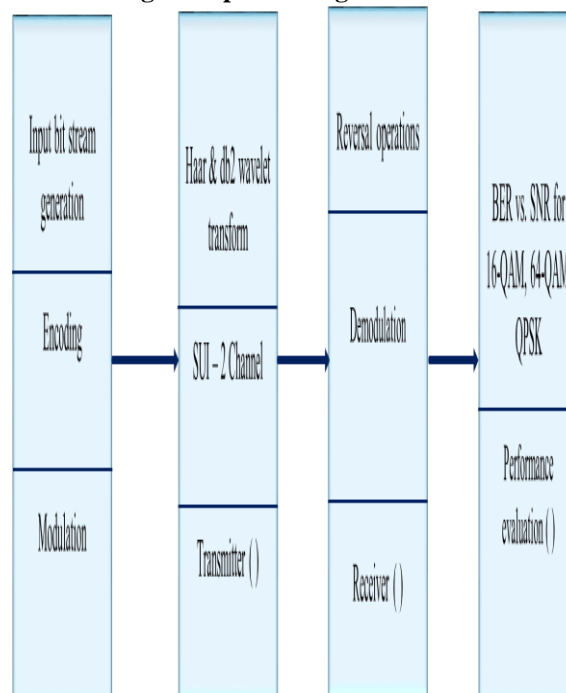 Input bit stream
generation
Encoding
Modulation
Haar & db2 wavelet
transform
SUI – 2 Channel
Transmitter ( )
Reversal operations
Demodulation
Receiver ( )
BER vs. SNR for
16-QAM, 64-QAM
QPSK
Performance
evaluation ( )